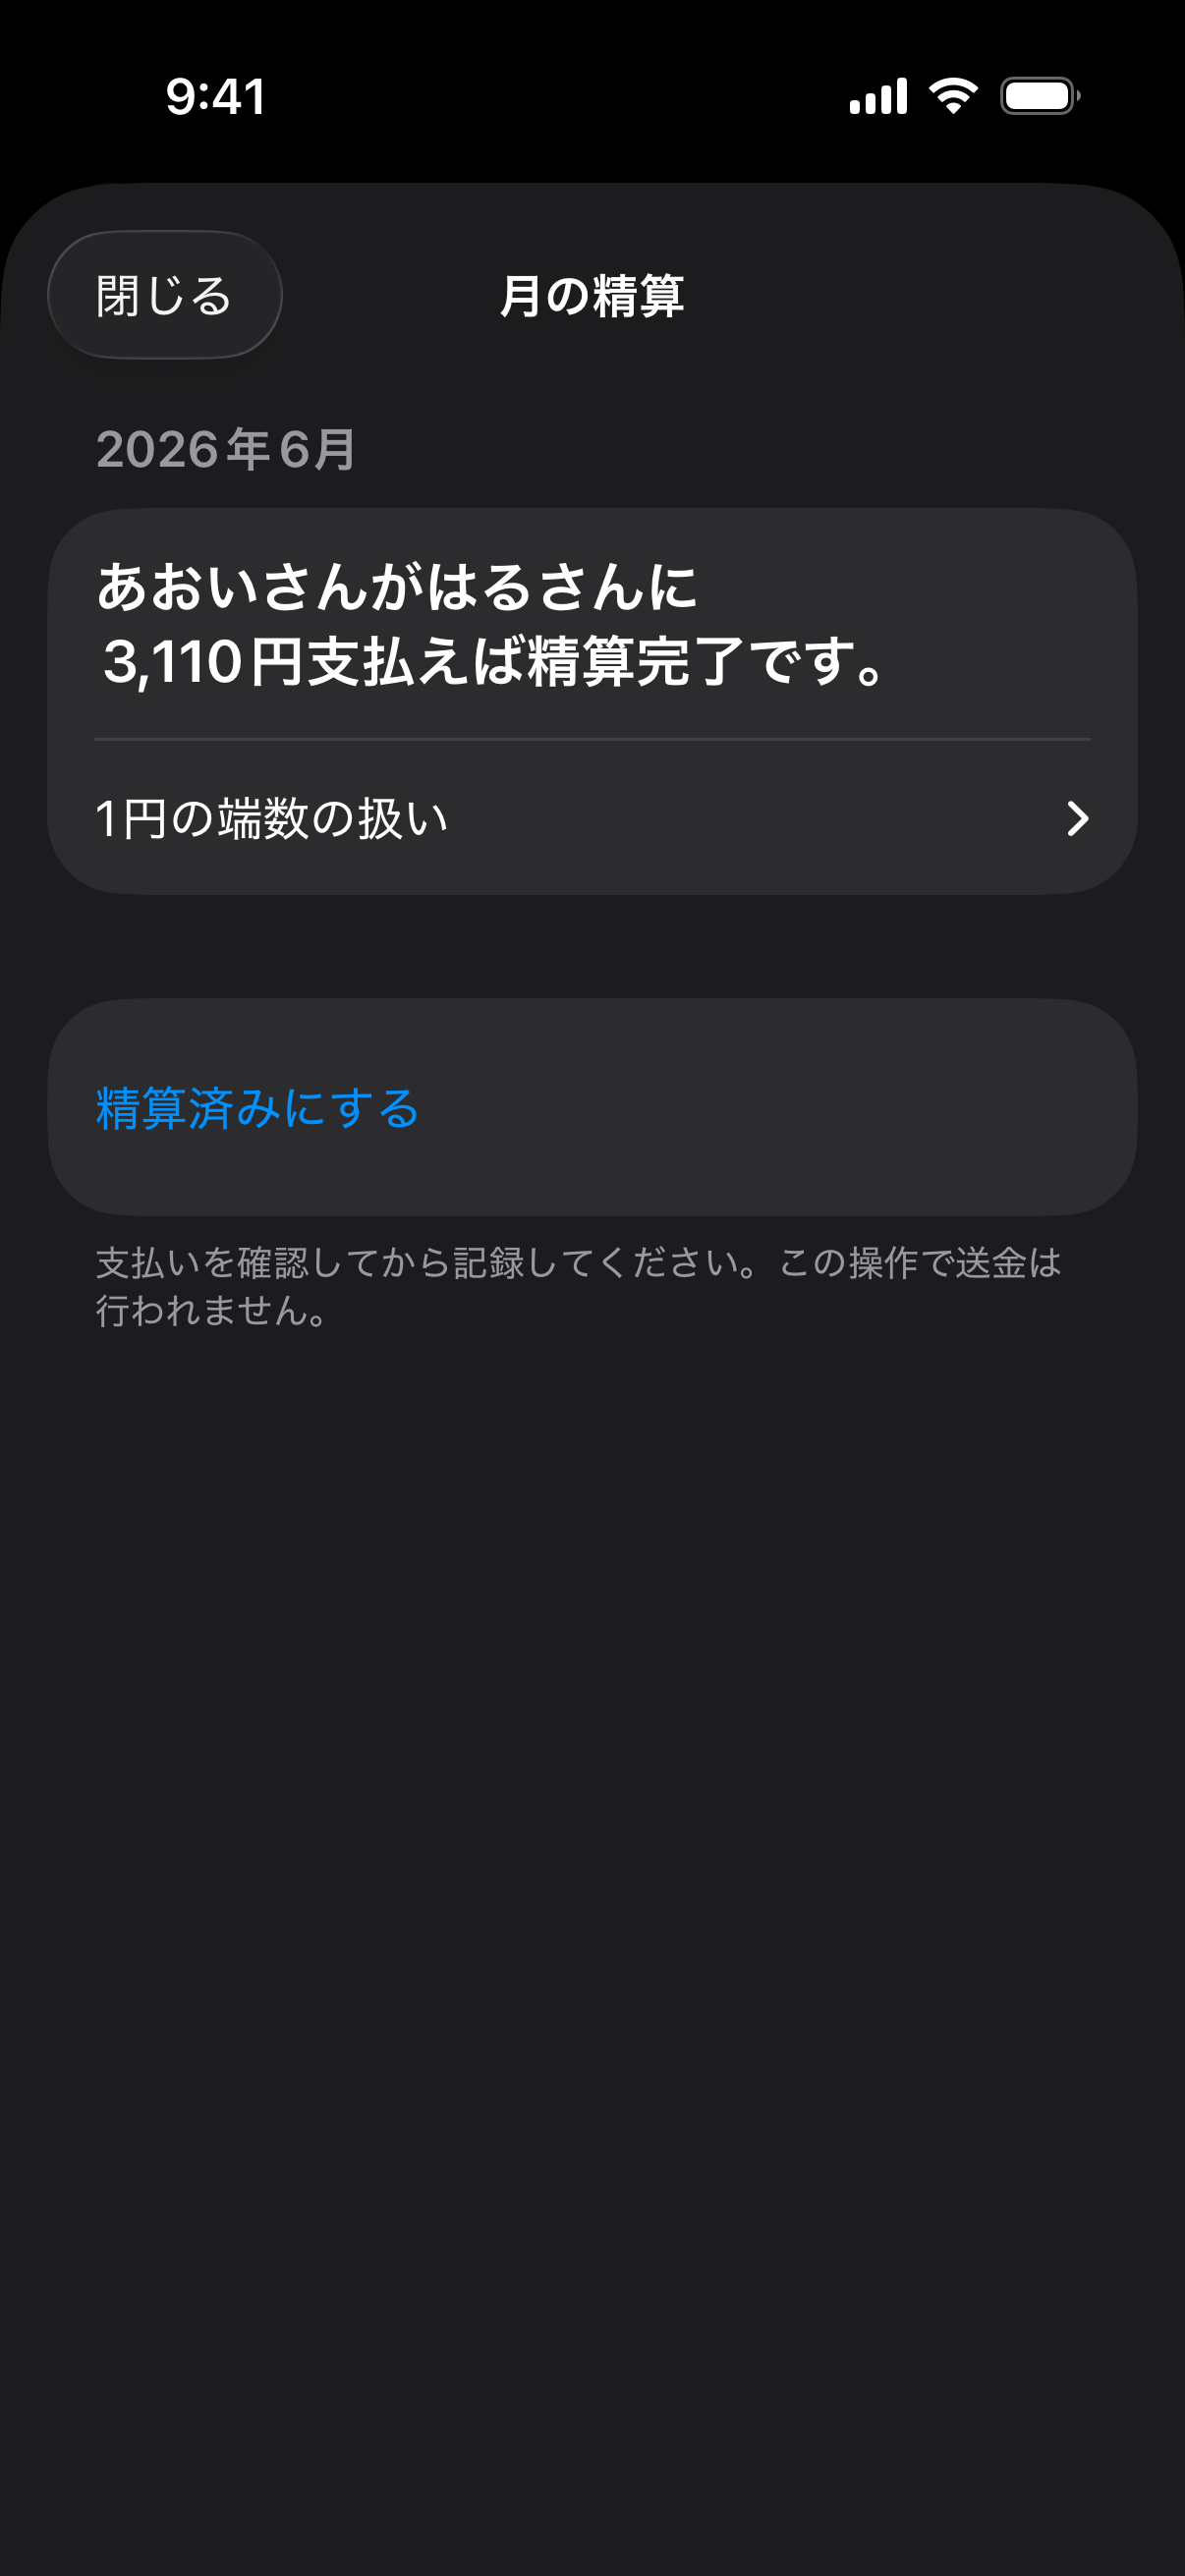 9:41
閉じる
月の精算
2026年6月
あおいさんがはるさんに
3,110円支払えば精算完了です。
1円の端数の扱い
精算済みにする
支払いを確認してから記録してください。この操作で送金は
行われません。